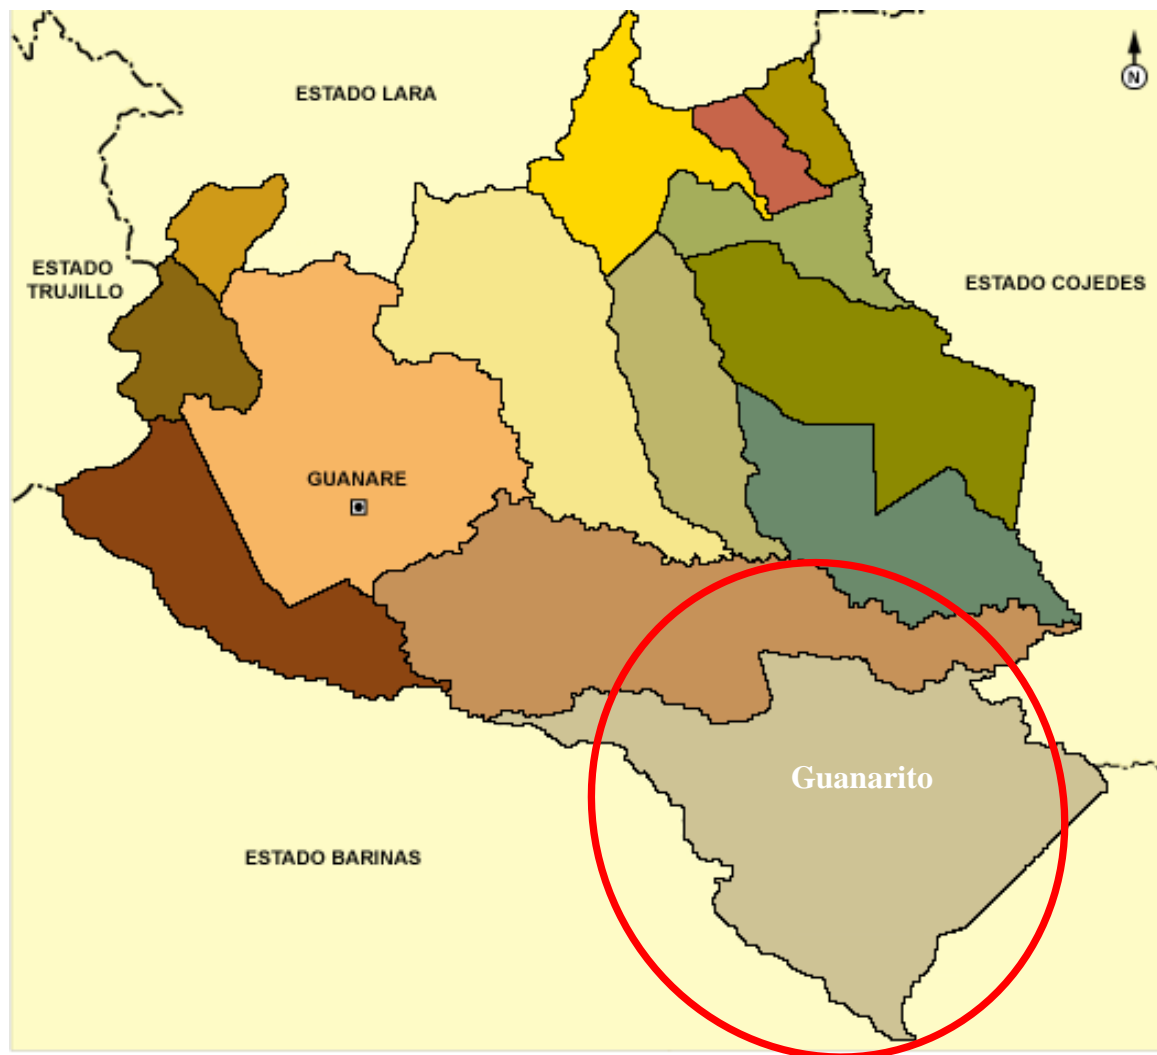 ESTADO LARA
N
ESTADO
TRUJILLO
ESTADO COJEDES
GUANARE
Guanarito
ESTADO BARINAS